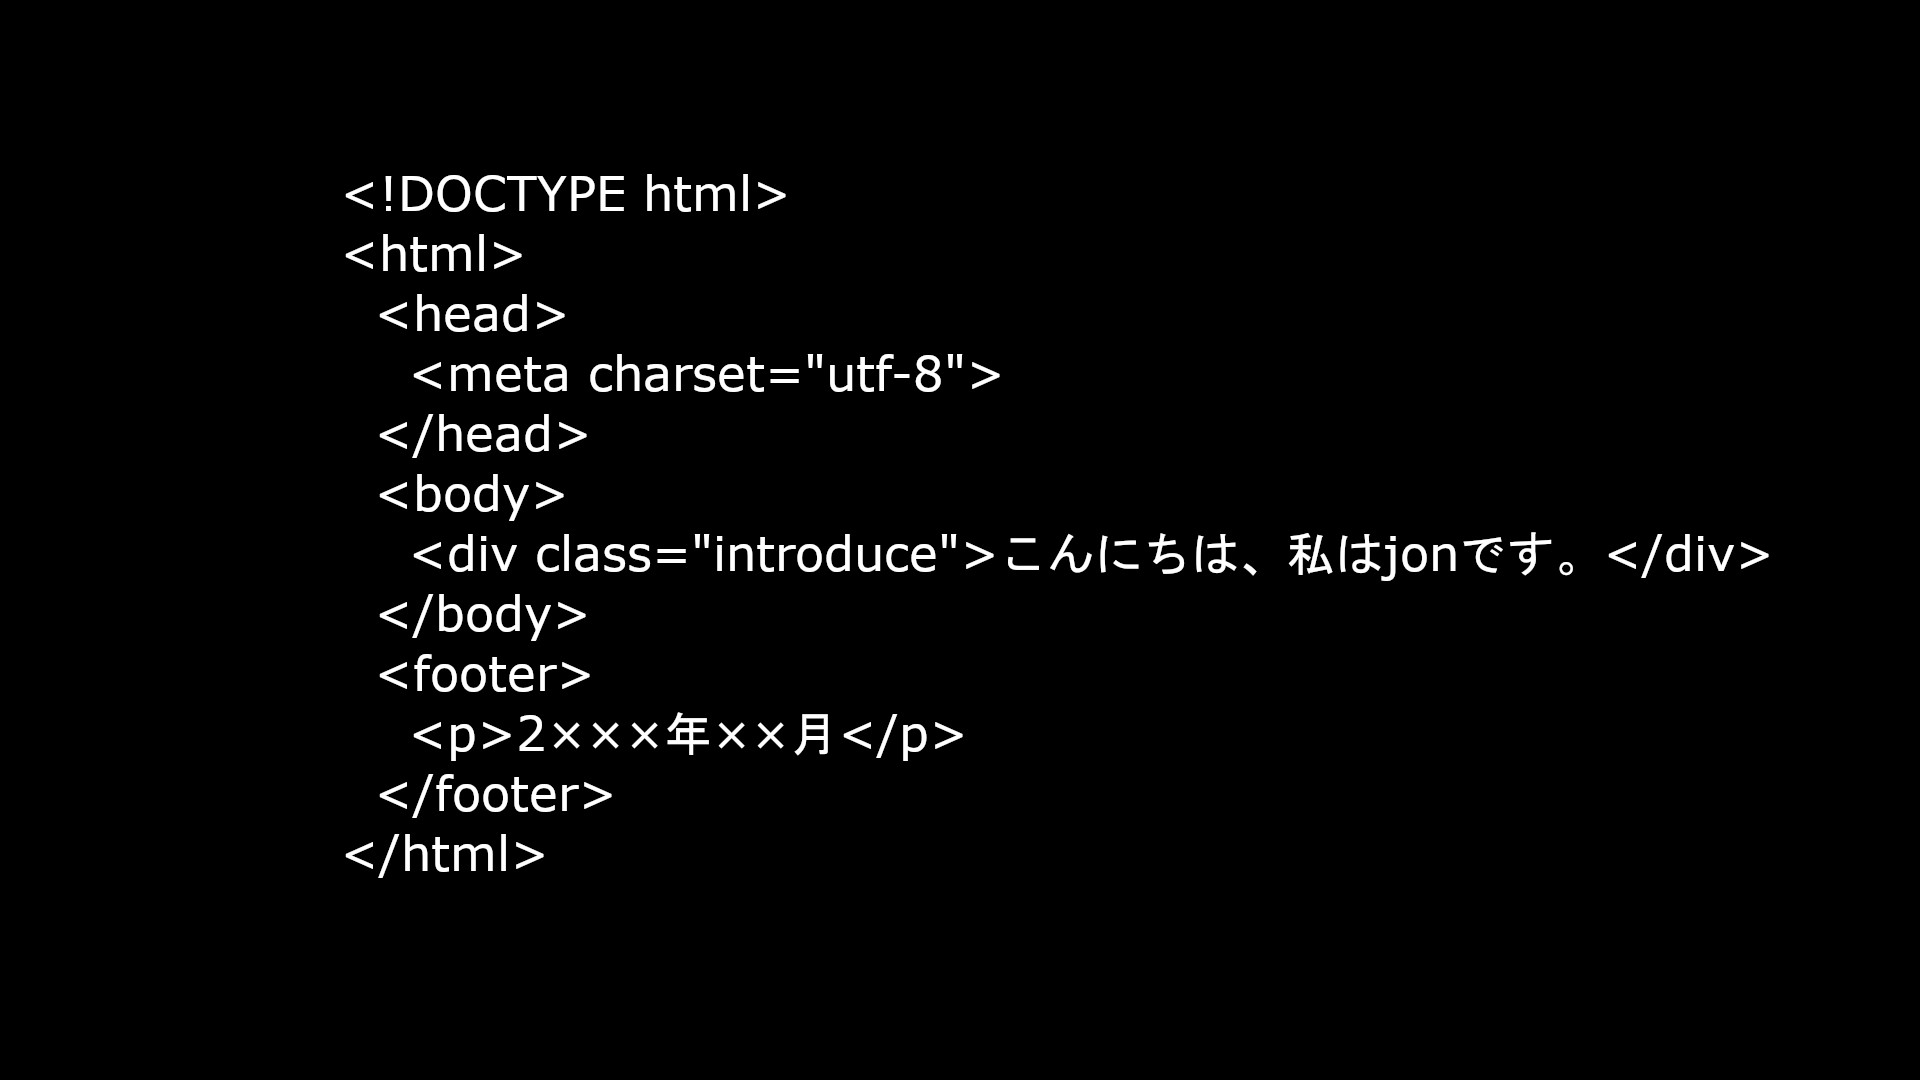 <!DOCTYPE html>
<html>
<head>
<meta charset="utf-8">
</head>
<body>
<div class="introduce">こんにちは、私はjonです。</div>
</body>
<footer>
<p>2×××年××月</p>
</footer>
</html>